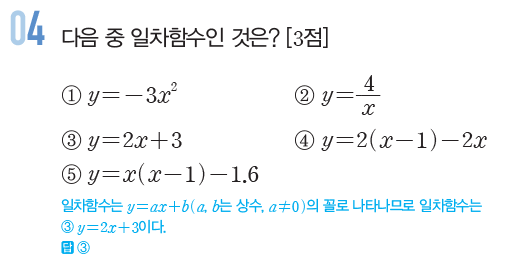 04 다음 중 일차함수인 것은? [3점]
① y=-3x² ② y=4/x
③ y=2x+3 ④ y=2(x-1)-2x
⑤ y=x(x-1)-1.6
일차함수는 y=ax+b(a, b는 상수, a≠0)의 꼴로 나타나므로 일차함수는
③ y=2x+3이다.
답 ③